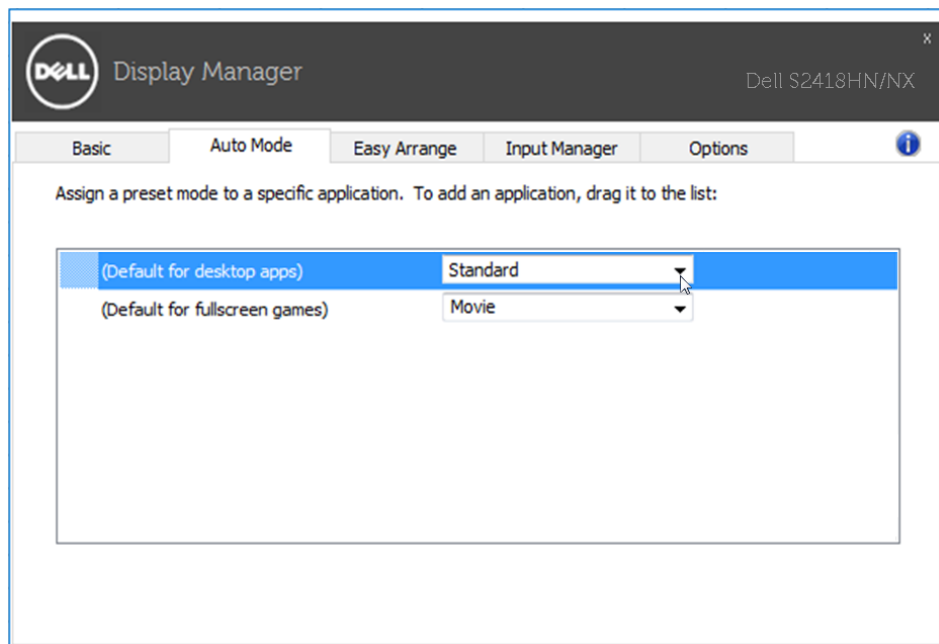 x
DELL Display Manager
Dell S2418HN/NX
Basic Auto Mode Easy Arrange Input Manager Options
Assign a preset mode to a specific application. To add an application, drag it to the list:
(Default for desktop apps) Standard
(Default for fullscreen games) Movie